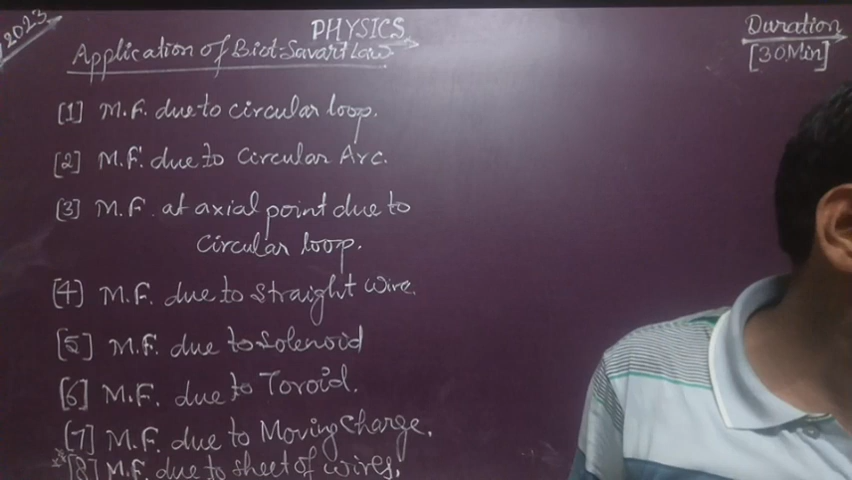 2023
PHYSICS
Duration
[30Min]
Application of Biot-Savart Law
[1] M.F. due to circular loop.
[2] M.F. due to Circular Arc.
[3] M.F. at axial point due to
circular loop.
[4] M.F. due to straight wire.
[5] M.F. due to solenoid
[6] M.F. due to Toroid.
[7] M.F. due to Moving Charge.
**[8] M.F. due to sheet of wires.